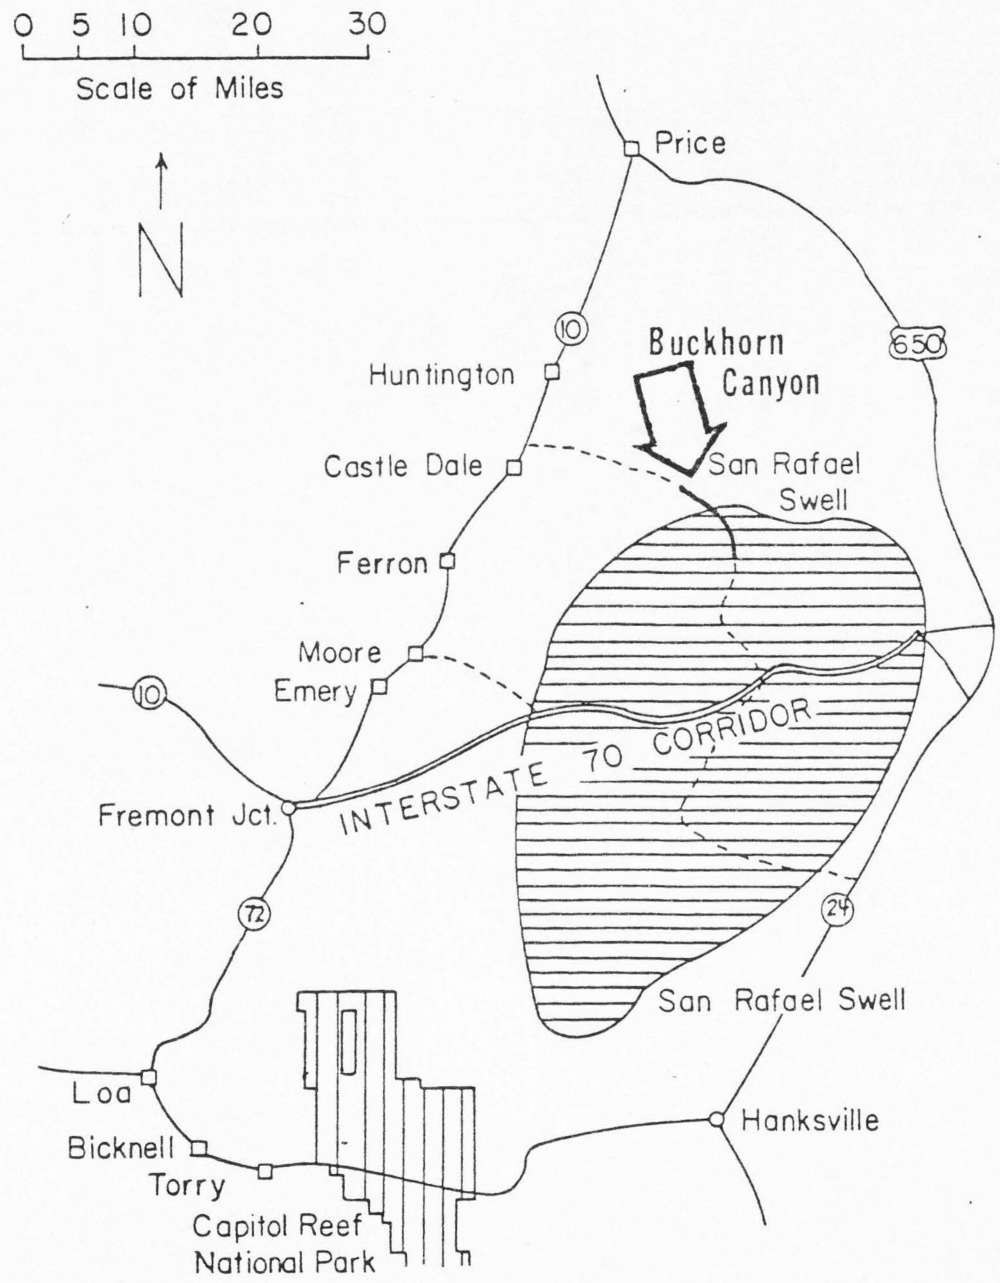 0 5 10 20 30
Scale of Miles
N
Price
10
650
Buckhorn
Canyon
Huntington
Castle Dale
San Rafael
Swell
Ferron
Moore
Emery
10
INTERSTATE 70 CORRIDOR
Fremont Jct.
72
24
San Rafael Swell
Loa
Hanksville
Bicknell
Torry
Capitol Reef
National Park